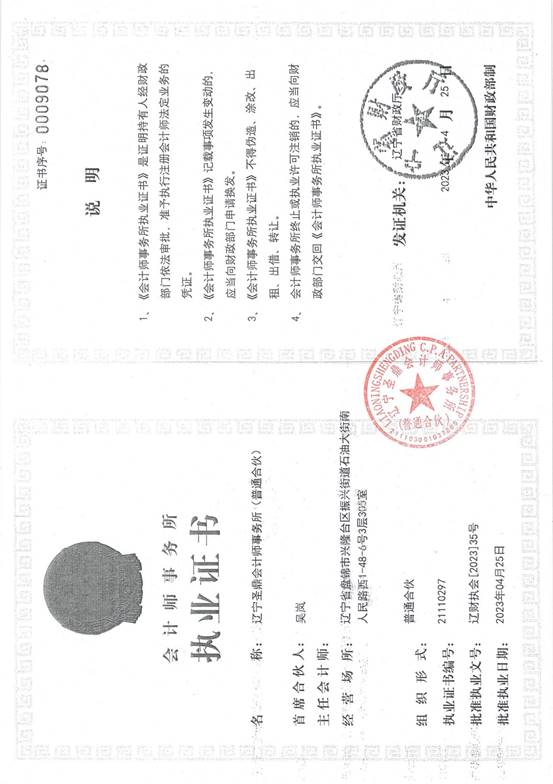 会计师事务所
执业证书
名 称：辽宁圣鼎会计师事务所（普通合伙）
首席合伙人：吴岚
主任会计师：
经营场所：辽宁省盘锦市兴隆台区振兴街道石油大街南
人民路西1-48-6号3层305室
组织形式：普通合伙
执业证书编号：21110297
批准执业文号：辽财执会[2023]35号
批准执业日期：2023年04月25日
LIAONINGSHENGDING C.P.A. PARTNERSHIP
辽宁圣鼎会计师事务所
（普通合伙）
证书序号：0009078
说 明
1、《会计师事务所执业证书》是证明持有人经财政
部门依法审批，准予执行注册会计师法定业务的
凭证。
2、《会计师事务所执业证书》记载事项发生变动的，
应当向财政部门申请换发。
3、《会计师事务所执业证书》不得伪造、涂改、出
租、出借、转让。
4、会计师事务所终止或执业许可注销的，应当向财
政部门交回《会计师事务所执业证书》。
发证机关：辽宁省财政厅
2023年4月25日
中华人民共和国财政部制